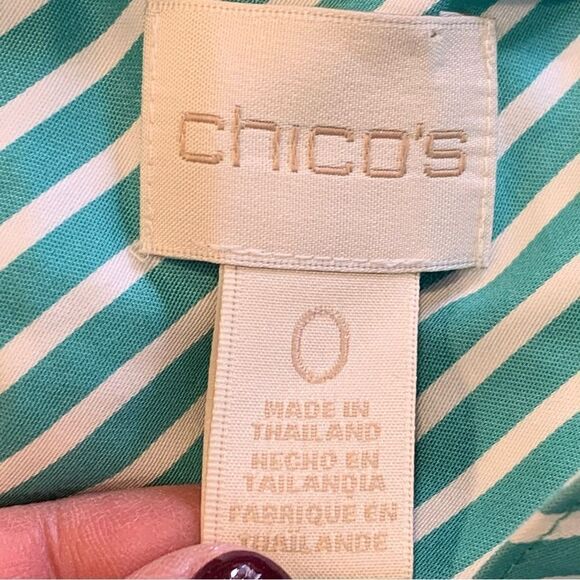 chico's
0
MADE IN
THAILAND
HECHO EN
TAILANDIA
FABRIQUE EN
THAILANDE